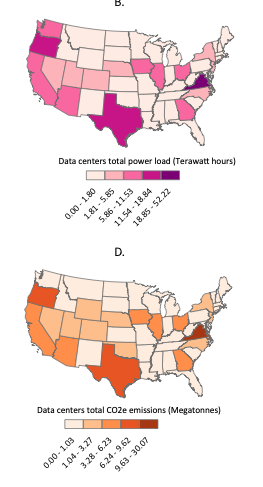 B.
Data centers total power load (Terawatt hours)
0.00 - 1.80
1.81 - 5.85
5.86 - 11.53
11.54 - 18.84
18.85 - 52.22
D.
Data centers total CO2e emissions (Megatonnes)
0.00 - 1.03
1.04 - 3.27
3.28 - 6.23
6.24 - 9.62
9.63 - 30.07